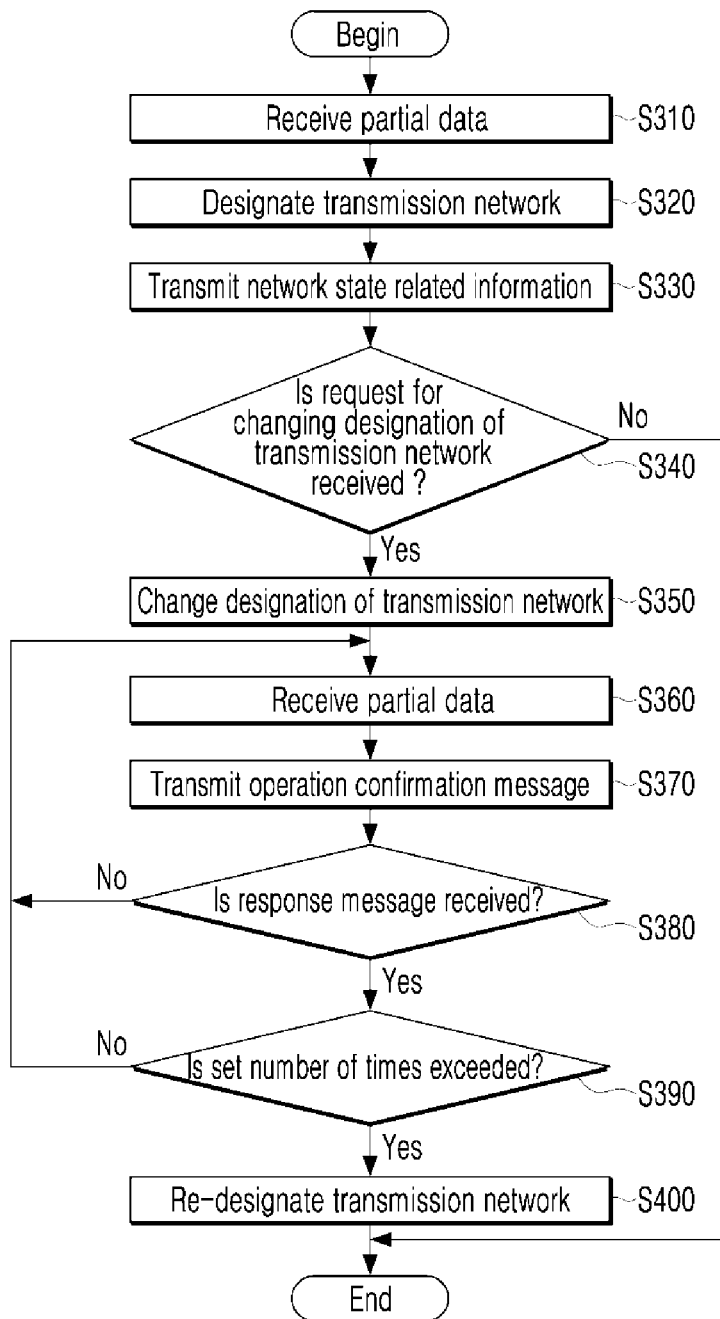 Begin
Receive partial data
S310
Designate transmission network
S320
Transmit network state related information
S330
Is request for
changing designation of
transmission network
received ?
No
S340
Yes
Change designation of transmission network
S350
Receive partial data
S360
Transmit operation confirmation message
S370
No
Is response message received?
S380
Yes
No
Is set number of times exceeded?
S390
Yes
Re-designate transmission network
S400
End